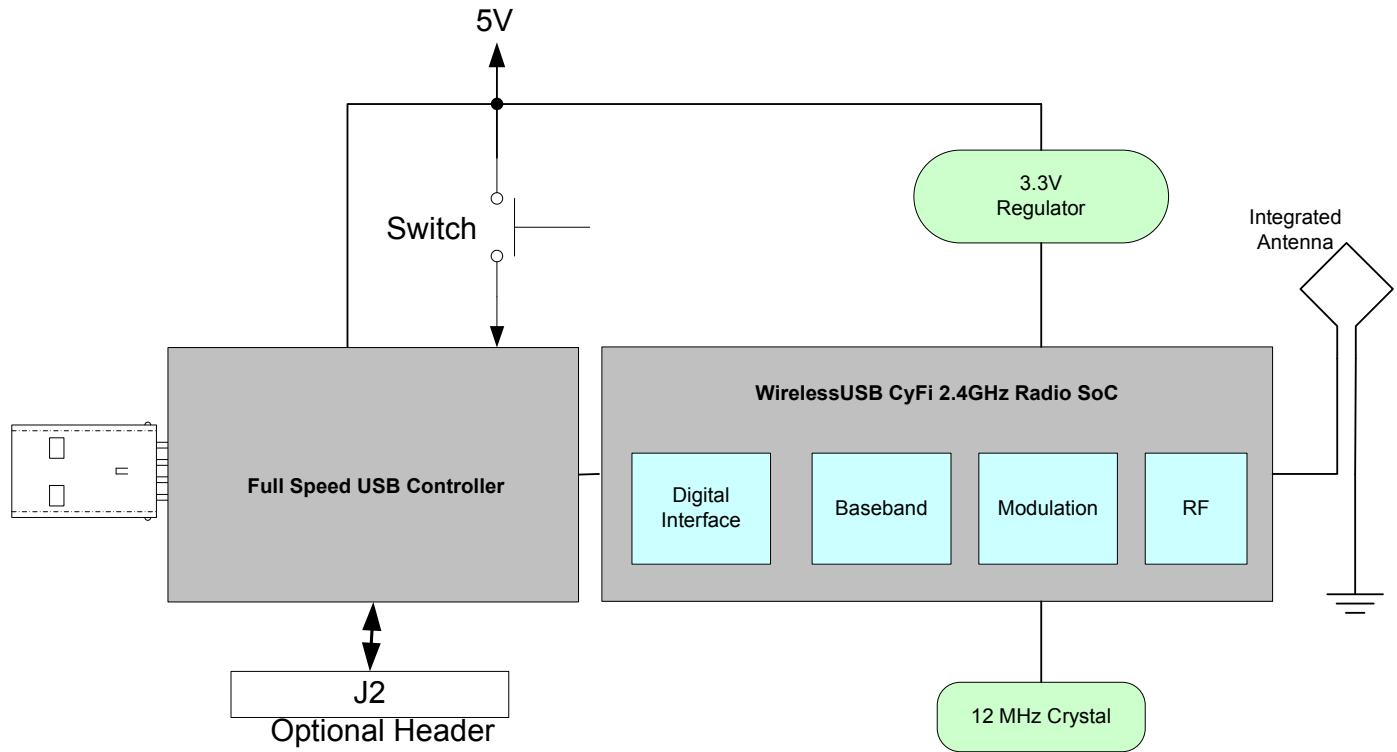 5V
3.3V
Regulator
Switch
Integrated
Antenna
WirelessUSB CyFi 2.4GHz Radio SoC
Full Speed USB Controller
Digital
Interface
Baseband
Modulation
RF
J2
Optional Header
12 MHz Crystal